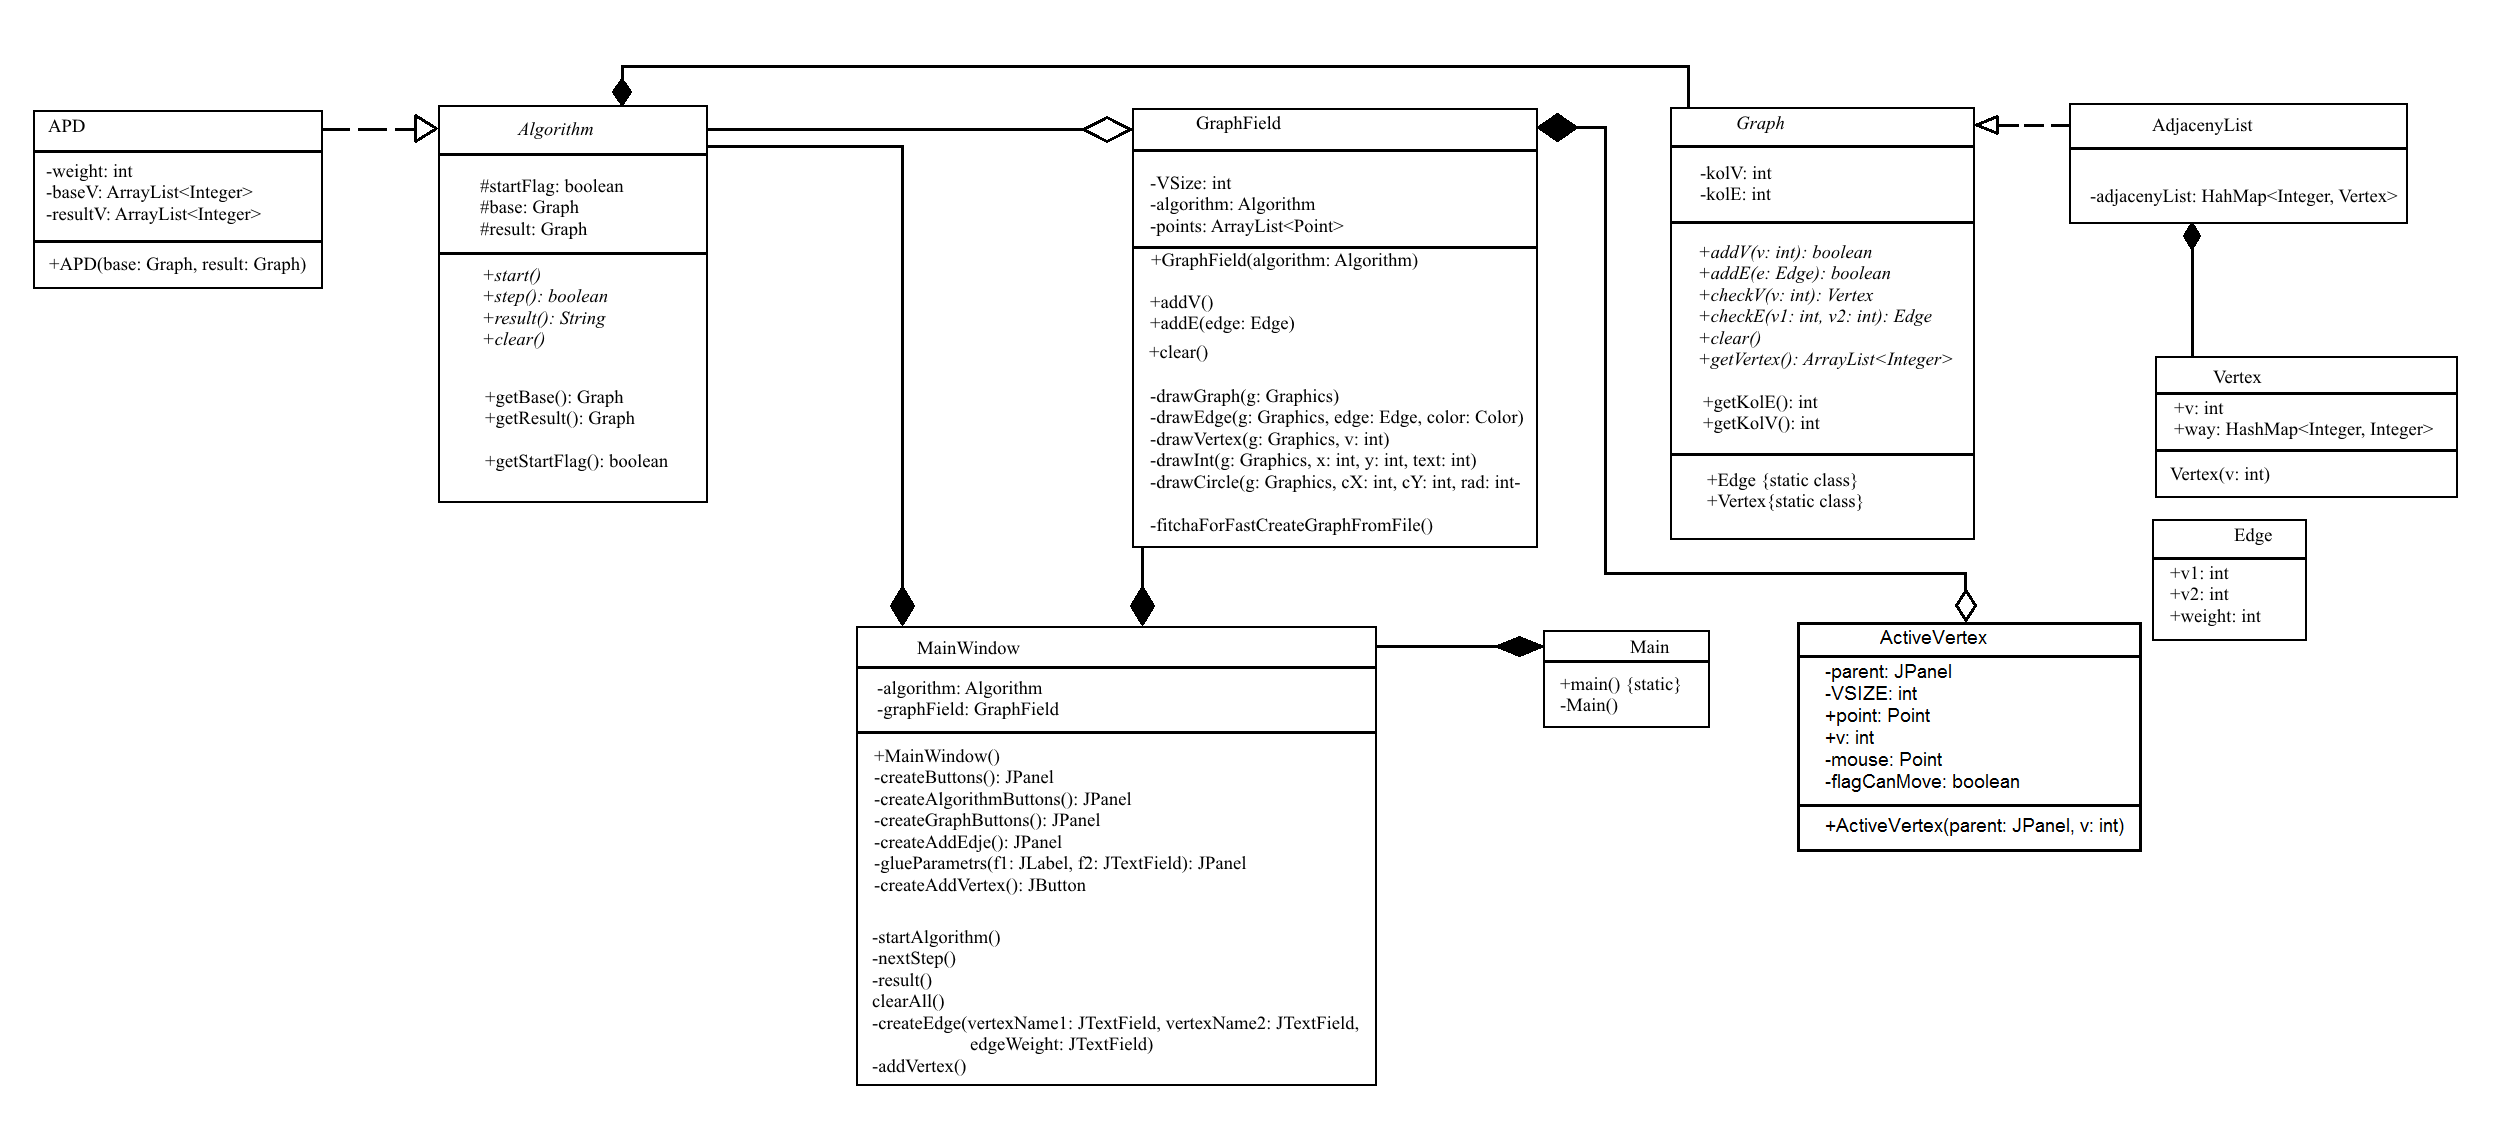 APD
-weight: int
-baseV: ArrayList<Integer>
-resultV: ArrayList<Integer>
+APD(base: Graph, result: Graph)
Algorithm
#startFlag: boolean
#base: Graph
#result: Graph
+start()
+step(): boolean
+result(): String
+clear()
+getBase(): Graph
+getResult(): Graph
+getStartFlag(): boolean
GraphField
-VSize: int
-algorithm: Algorithm
-points: ArrayList<Point>
+GraphField(algorithm: Algorithm)
+addV()
+addE(edge: Edge)
+clear()
-drawGraph(g: Graphics)
-drawEdge(g: Graphics, edge: Edge, color: Color)
-drawVertex(g: Graphics, v: int)
-drawInt(g: Graphics, x: int, y: int, text: int)
-drawCircle(g: Graphics, cX: int, cY: int, rad: int-
-fitchaForFastCreateGraphFromFile()
Graph
-kolV: int
-kolE: int
+addV(v: int): boolean
+addE(e: Edge): boolean
+checkV(v: int): Vertex
+checkE(v1: int, v2: int): Edge
+clear()
+getVertex(): ArrayList<Integer>
+getKolE(): int
+getKolV(): int
+Edge {static class}
+Vertex{static class}
AdjacenyList
-adjacenyList: HahMap<Integer, Vertex>
Vertex
+v: int
+way: HashMap<Integer, Integer>
Vertex(v: int)
Edge
+v1: int
+v2: int
+weight: int
MainWindow
-algorithm: Algorithm
-graphField: GraphField
+MainWindow()
-createButtons(): JPanel
-createAlgorithmButtons(): JPanel
-createGraphButtons(): JPanel
-createAddEdje(): JPanel
-glueParametrs(f1: JLabel, f2: JTextField): JPanel
-createAddVertex(): JButton
-startAlgorithm()
-nextStep()
-result()
clearAll()
-createEdge(vertexName1: JTextField, vertexName2: JTextField,
edgeWeight: JTextField)
-addVertex()
Main
+main() {static}
-Main()
ActiveVertex
-parent: JPanel
-VSIZE: int
+point: Point
+v: int
-mouse: Point
-flagCanMove: boolean
+ActiveVertex(parent: JPanel, v: int)